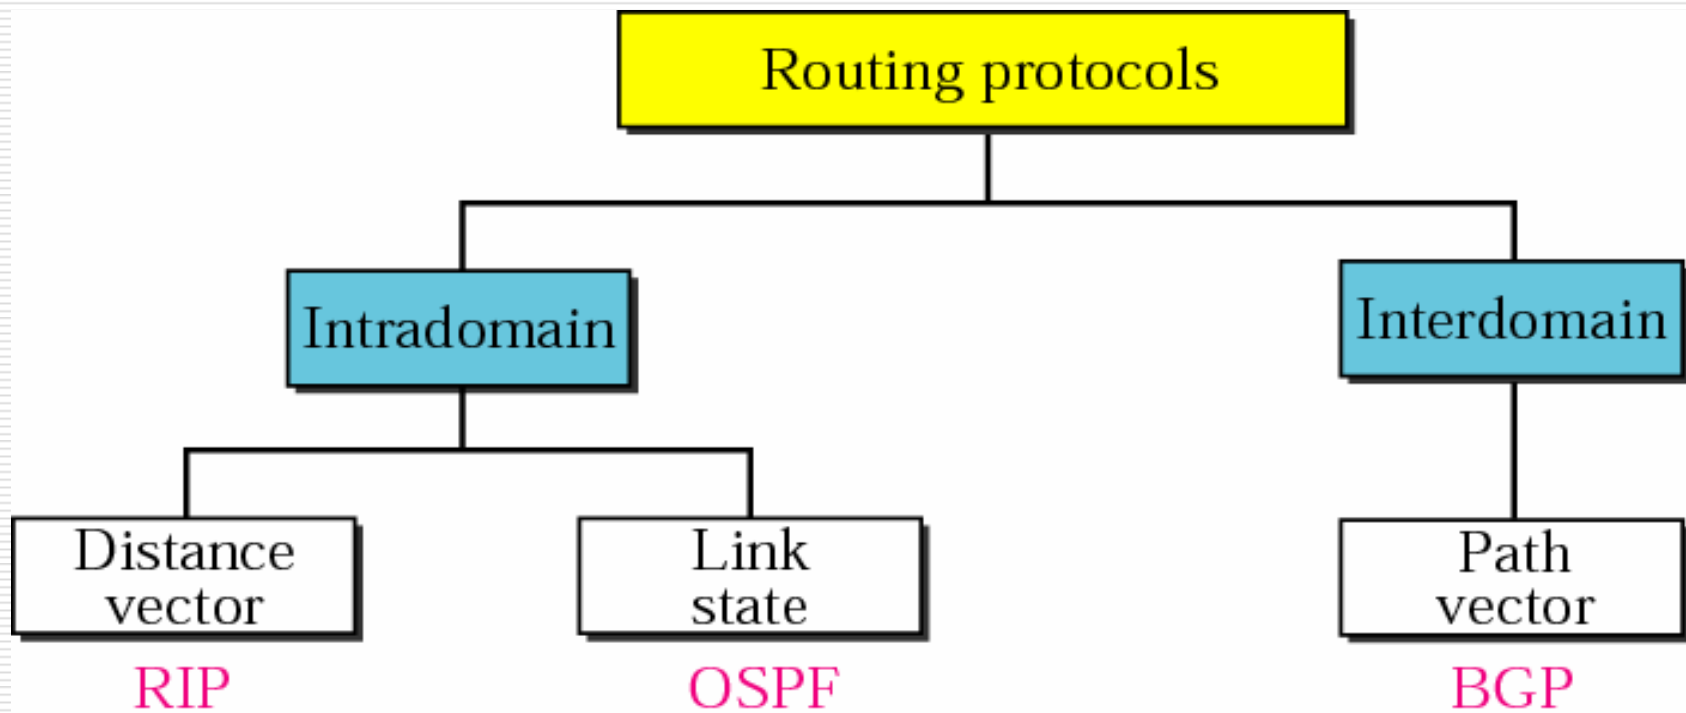 Routing protocols
Intradomain
Interdomain
Distance
vector
Link
state
Path
vector
RIP
OSPF
BGP